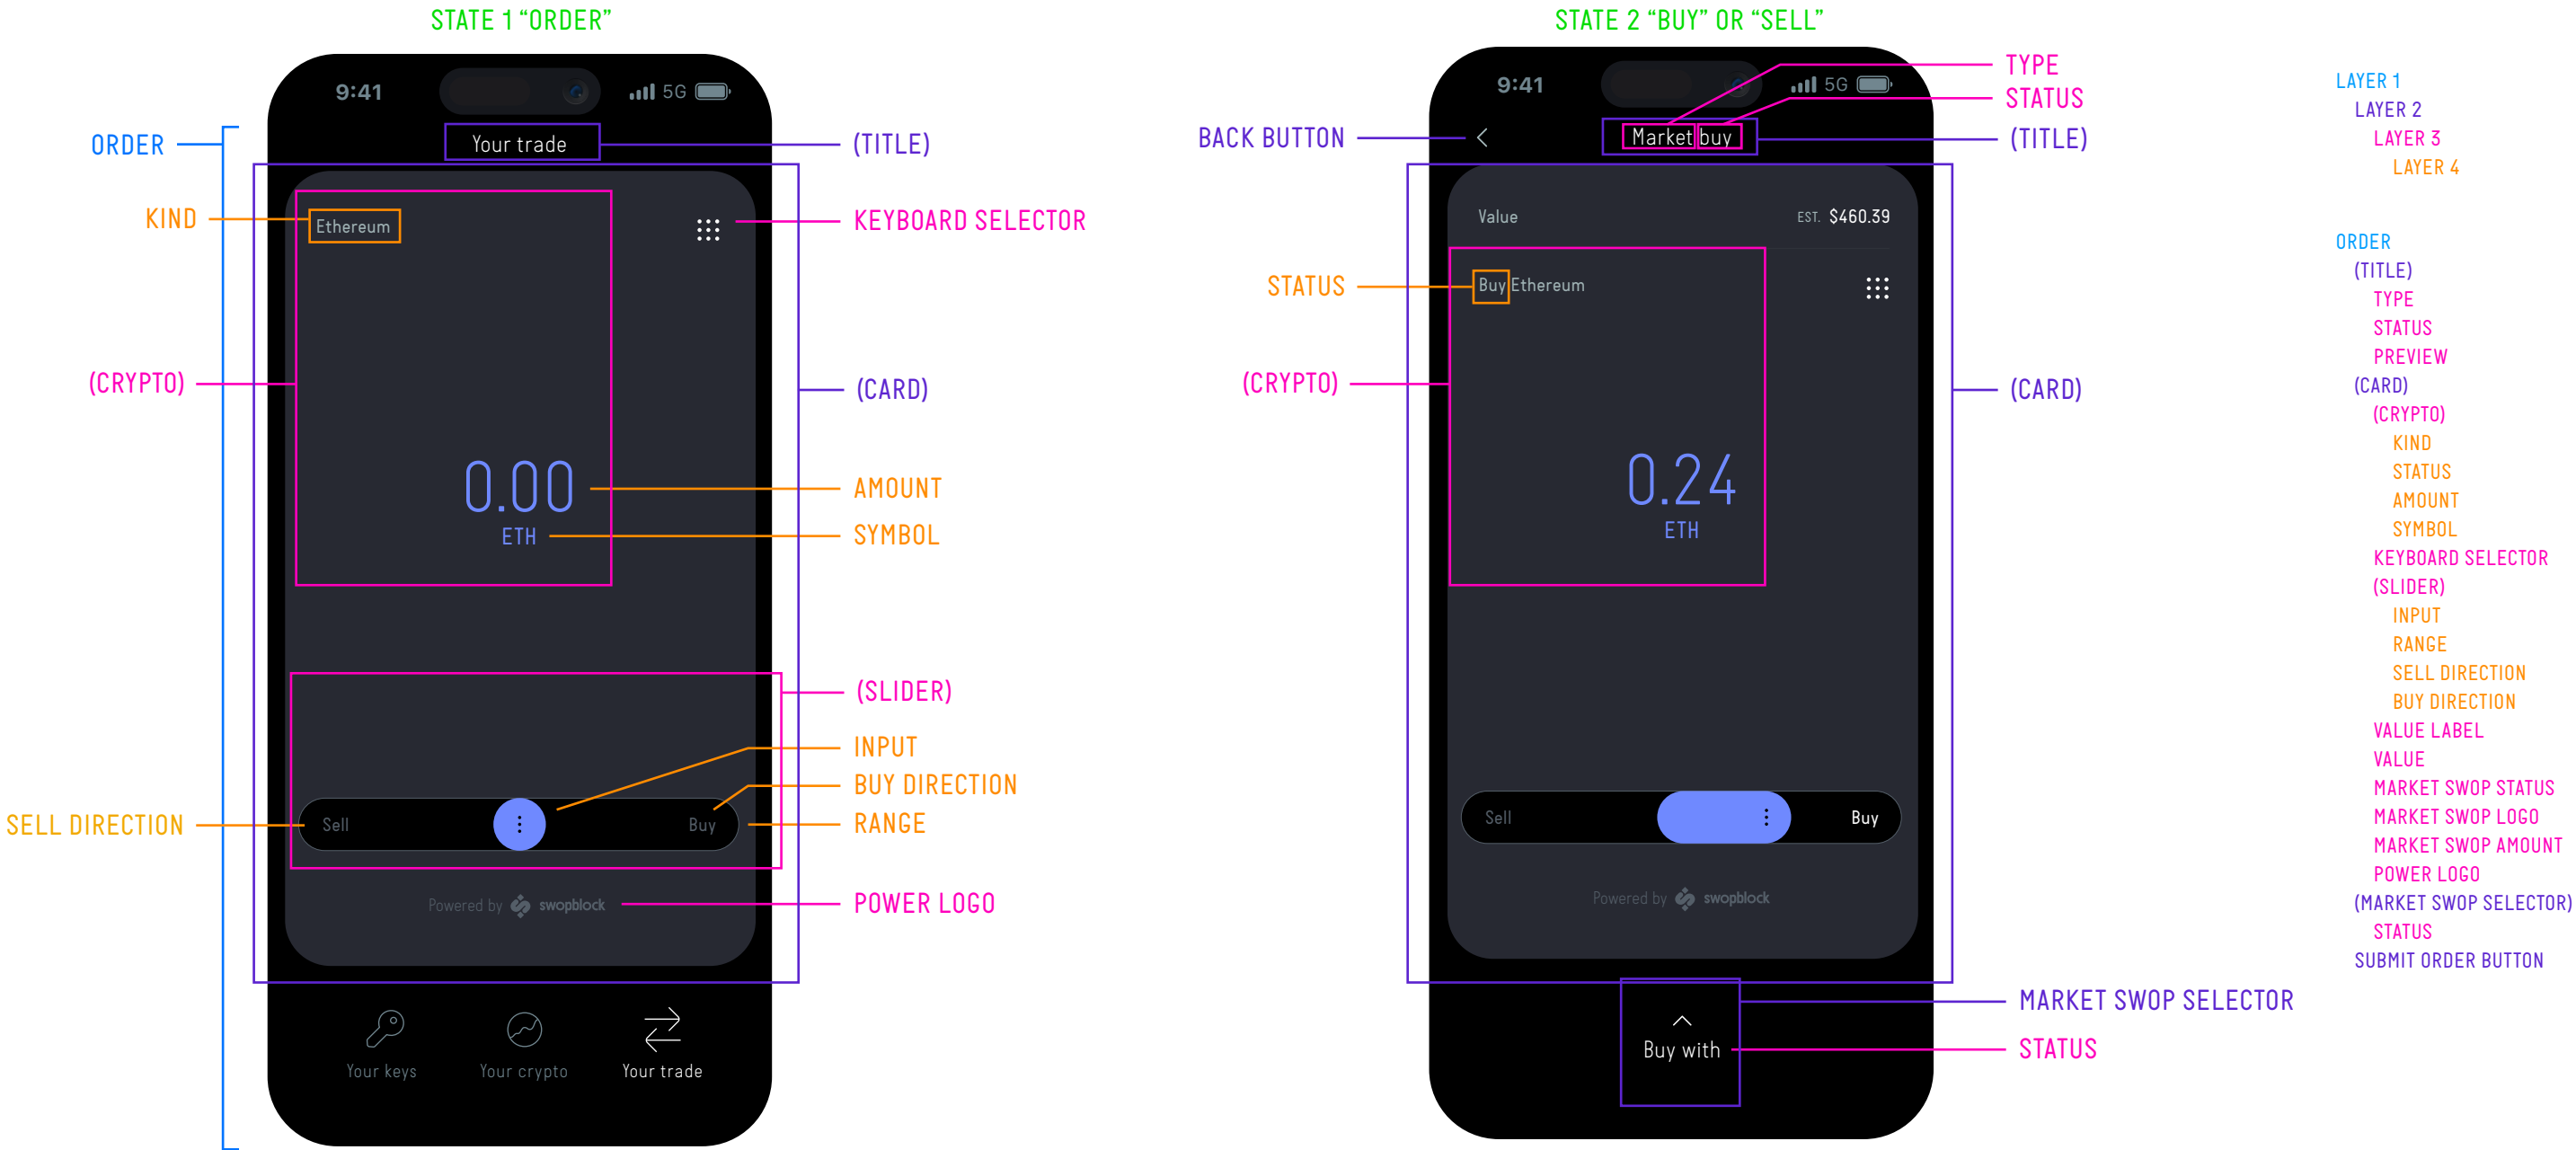 STATE 1 “ORDER”
9:41
5G
Your trade
ORDER
(TITLE)
KIND
Ethereum
KEYBOARD SELECTOR
(CRYPTO)
(CARD)
0.00
AMOUNT
ETH
SYMBOL
(SLIDER)
INPUT
BUY DIRECTION
SELL DIRECTION
Sell
Buy
RANGE
Powered by swopblock
POWER LOGO
Your keys
Your crypto
Your trade
STATE 2 “BUY” OR “SELL”
9:41
5G
TYPE
STATUS
BACK BUTTON
Market buy
(TITLE)
Value
EST. $460.39
STATUS
Buy Ethereum
(CRYPTO)
(CARD)
0.24
ETH
Sell
Buy
Powered by swopblock
MARKET SWOP SELECTOR
Buy with
STATUS
LAYER 1
LAYER 2
LAYER 3
LAYER 4
ORDER
(TITLE)
TYPE
STATUS
PREVIEW
(CARD)
(CRYPTO)
KIND
STATUS
AMOUNT
SYMBOL
KEYBOARD SELECTOR
(SLIDER)
INPUT
RANGE
SELL DIRECTION
BUY DIRECTION
VALUE LABEL
VALUE
MARKET SWOP STATUS
MARKET SWOP LOGO
MARKET SWOP AMOUNT
POWER LOGO
(MARKET SWOP SELECTOR)
STATUS
SUBMIT ORDER BUTTON